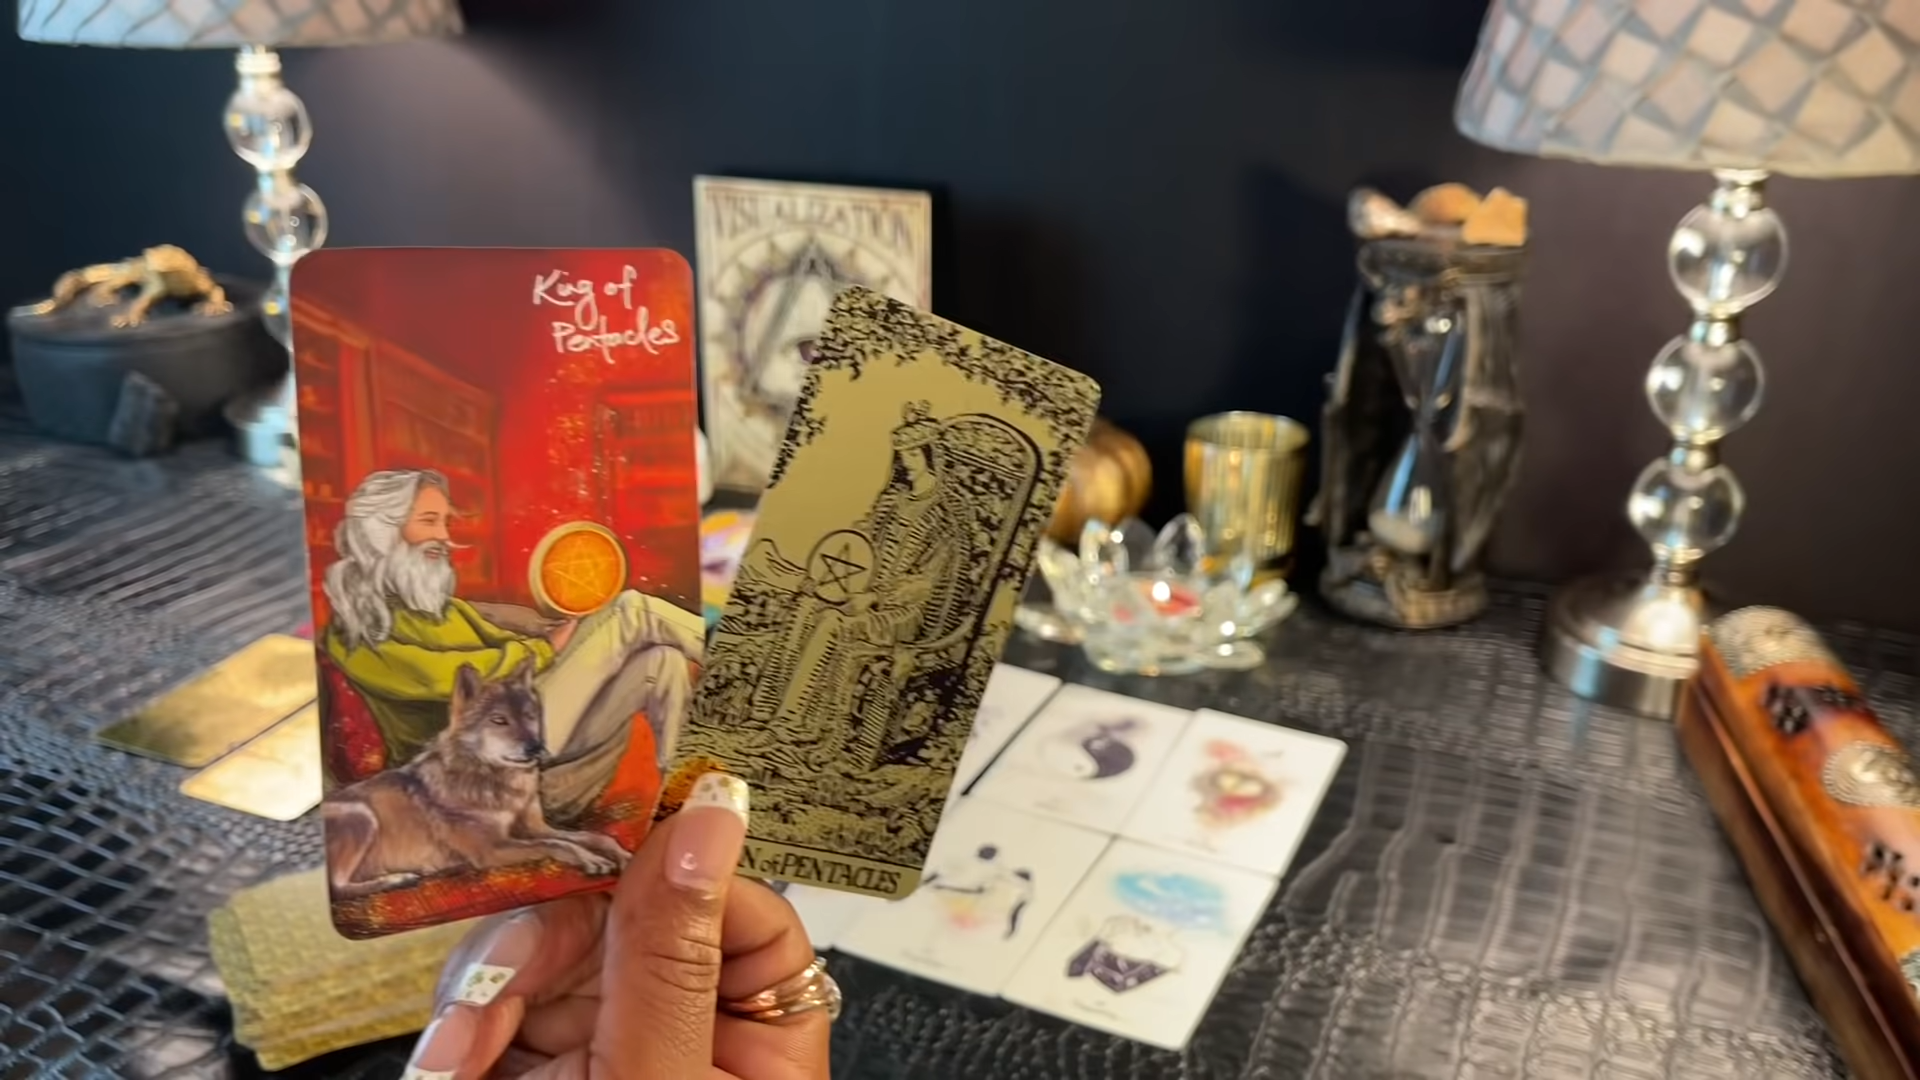 King of
Pentacles
VISUALIZATION
N of PENTACLES